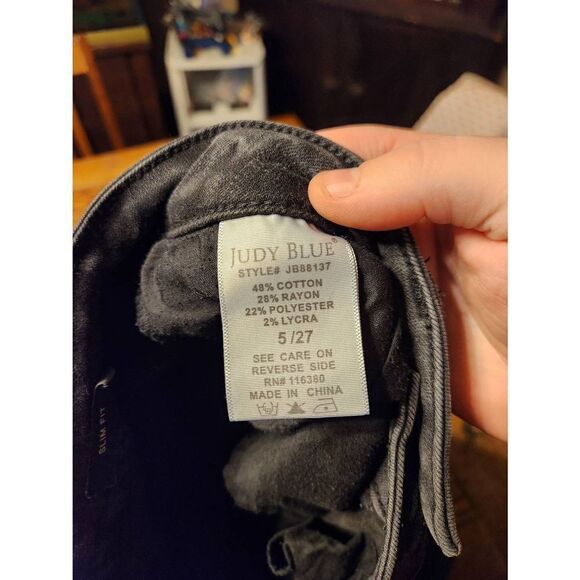 JUDY BLUE®
STYLE# JB88137
48% COTTON
28% RAYON
22% POLYESTER
2% LYCRA
5 / 27
SEE CARE ON
REVERSE SIDE
RN# 116380
MADE IN CHINA
SLIM FIT